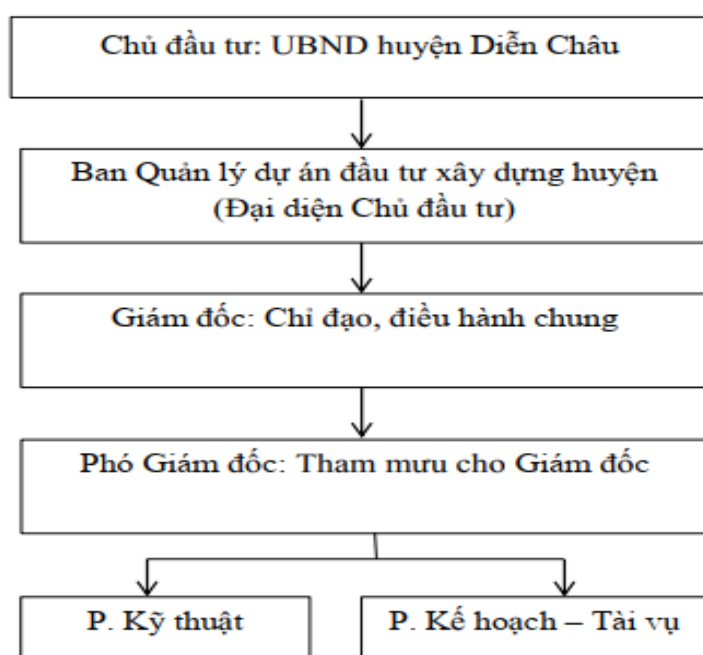 Chủ đầu tư: UBND huyện Diễn Châu
Ban Quản lý dự án đầu tư xây dựng huyện
(Đại diện Chủ đầu tư)
Giám đốc: Chỉ đạo, điều hành chung
Phó Giám đốc: Tham mưu cho Giám đốc
P. Kỹ thuật
P. Kế hoạch – Tài vụ